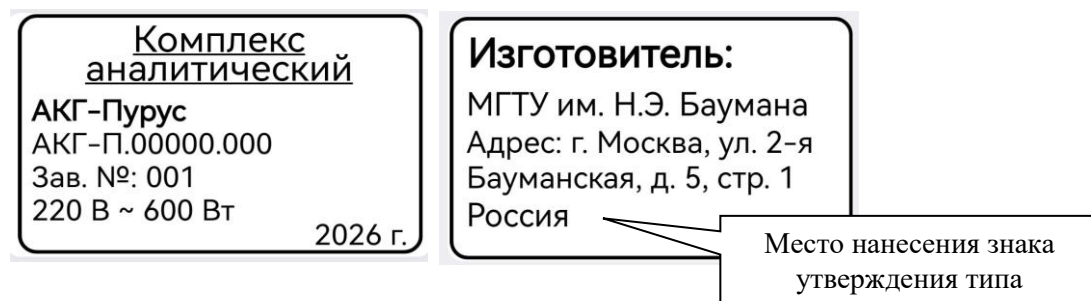 Комплекс
аналитический
АКГ-Пурус
АКГ-П.00000.000
Зав. №: 001
220 В ~ 600 Вт
2026 г.
Изготовитель:
МГТУ им. Н.Э. Баумана
Адрес: г. Москва, ул. 2-я
Бауманская, д. 5, стр. 1
Россия
Место нанесения знака
утверждения типа